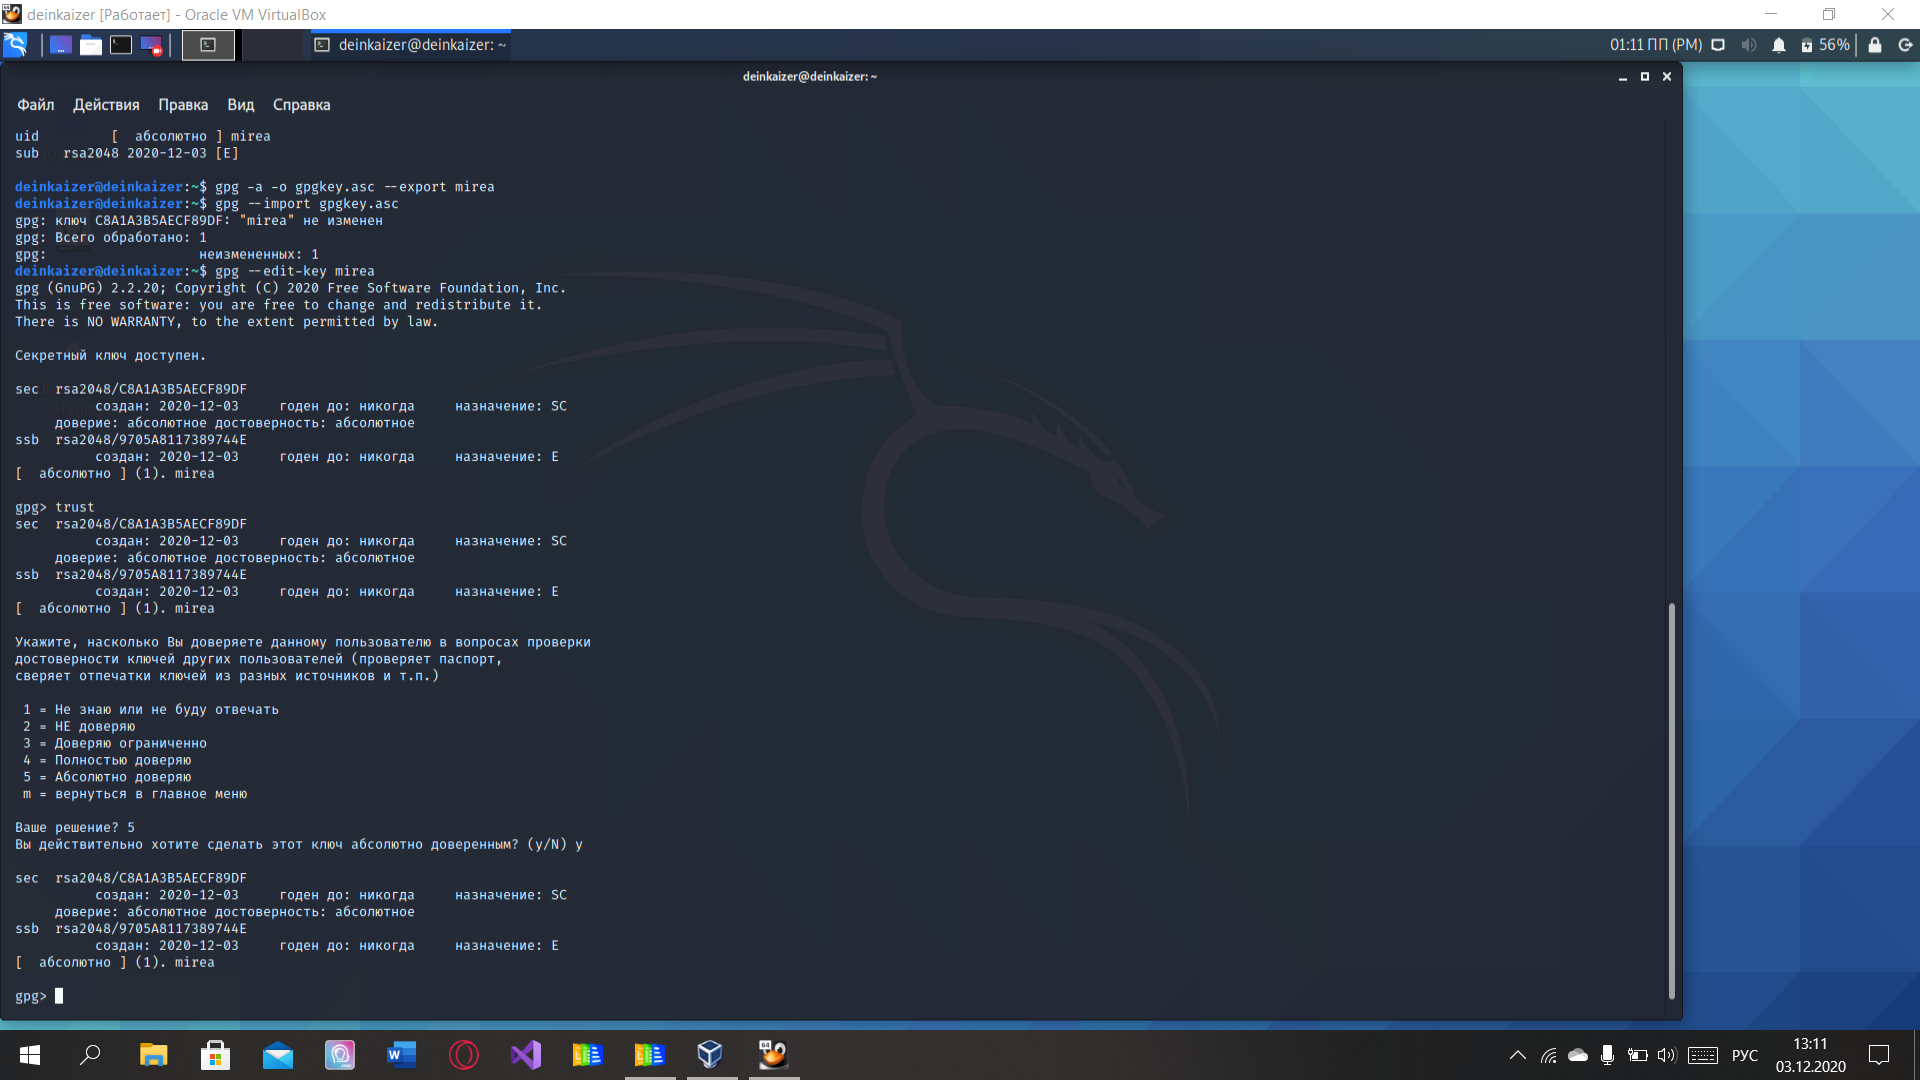 deinkaizer [Работает] - Oracle VM VirtualBox
deinkaizer@deinkaizer: ~
01:11 ПП (PM)
56%
deinkaizer@deinkaizer: ~
Файл Действия Правка Вид Справка
uid [ абсолютно ] mirea
sub rsa2048 2020-12-03 [E]
deinkaizer@deinkaizer:~$ gpg -a -o gpgkey.asc --export mirea
deinkaizer@deinkaizer:~$ gpg --import gpgkey.asc
gpg: ключ C8A1A3B5AECF89DF: "mirea" не изменен
gpg: Всего обработано: 1
gpg: неизмененных: 1
deinkaizer@deinkaizer:~$ gpg --edit-key mirea
gpg (GnuPG) 2.2.20; Copyright (C) 2020 Free Software Foundation, Inc.
This is free software: you are free to change and redistribute it.
There is NO WARRANTY, to the extent permitted by law.
Секретный ключ доступен.
sec rsa2048/C8A1A3B5AECF89DF
создан: 2020-12-03 годен до: никогда назначение: SC
доверие: абсолютное достоверность: абсолютное
ssb rsa2048/9705A8117389744E
создан: 2020-12-03 годен до: никогда назначение: E
[ абсолютно ] (1). mirea
gpg> trust
sec rsa2048/C8A1A3B5AECF89DF
создан: 2020-12-03 годен до: никогда назначение: SC
доверие: абсолютное достоверность: абсолютное
ssb rsa2048/9705A8117389744E
создан: 2020-12-03 годен до: никогда назначение: E
[ абсолютно ] (1). mirea
Укажите, насколько Вы доверяете данному пользователю в вопросах проверки
достоверности ключей других пользователей (проверяет паспорт,
сверяет отпечатки ключей из разных источников и т.п.)
1 = Не знаю или не буду отвечать
2 = НЕ доверяю
3 = Доверяю ограниченно
4 = Полностью доверяю
5 = Абсолютно доверяю
m = вернуться в главное меню
Ваше решение? 5
Вы действительно хотите сделать этот ключ абсолютно доверенным? (y/N) y
sec rsa2048/C8A1A3B5AECF89DF
создан: 2020-12-03 годен до: никогда назначение: SC
доверие: абсолютное достоверность: абсолютное
ssb rsa2048/9705A8117389744E
создан: 2020-12-03 годен до: никогда назначение: E
[ абсолютно ] (1). mirea
gpg>
РУС
13:11
03.12.2020